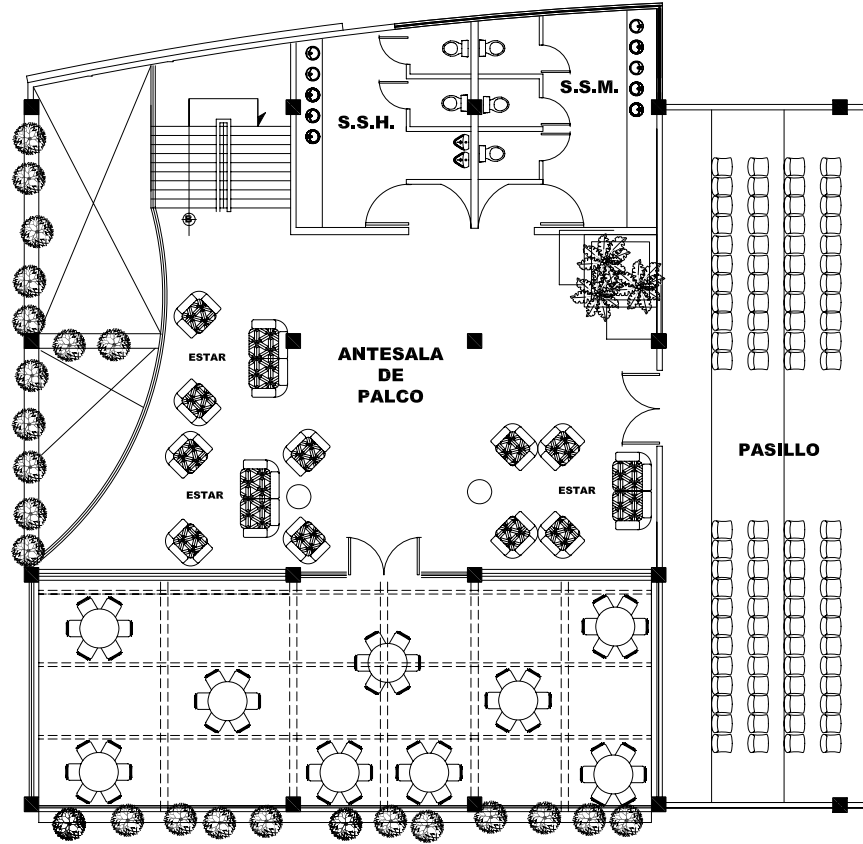 S.S.M.
S.S.H.
ESTAR
ANTESALA
DE
PALCO
PASILLO
ESTAR
ESTAR